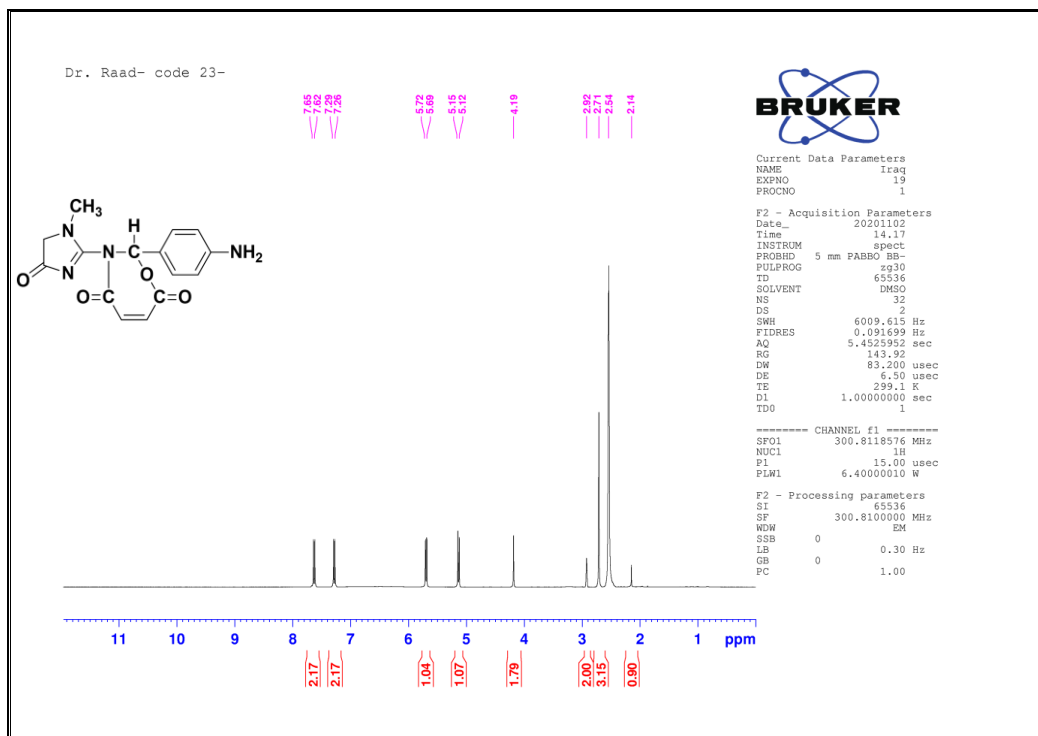 Dr. Raad- code 23-
7.65
7.62
7.29
7.26
5.72
5.69
5.15
5.12
4.19
2.92
2.71
2.54
2.14
BRUKER
CH₃
N
H
N
N
NH₂
O
O
O=C
C=O
Current Data Parameters
NAME Iraq
EXPNO 19
PROCNO 1
F2 - Acquisition Parameters
Date_ 20201102
Time 14.17
INSTRUM spect
PROBHD 5 mm PABBO BB-
PULPROG zg30
TD 65536
SOLVENT DMSO
NS 32
DS 2
SWH 6009.615 Hz
FIDRES 0.091699 Hz
AQ 5.4525952 sec
RG 143.92
DW 83.200 usec
DE 6.50 usec
TE 299.1 K
D1 1.00000000 sec
TD0 1
======== CHANNEL f1 ========
SFO1 300.8118576 MHz
NUC1 1H
P1 15.00 usec
PLW1 6.40000010 W
F2 - Processing parameters
SI 65536
SF 300.8100000 MHz
WDW EM
SSB 0
LB 0.30 Hz
GB 0
PC 1.00
11 10 9 8 7 6 5 4 3 2 1 ppm
2.17
2.17
1.04
1.07
1.79
2.00
3.15
0.90